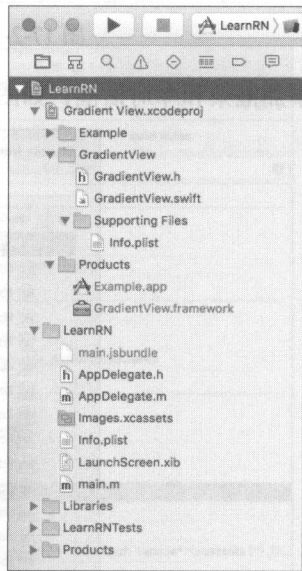 LearnRN
LearnRN
Gradient View.xcodeproj
Example
GradientView
h GradientView.h
GradientView.swift
Supporting Files
Info.plist
Products
Example.app
GradientView.framework
LearnRN
main.jsbundle
h AppDelegate.h
m AppDelegate.m
Images.xcassets
Info.plist
LaunchScreen.xib
m main.m
Libraries
LearnRNTests
Products